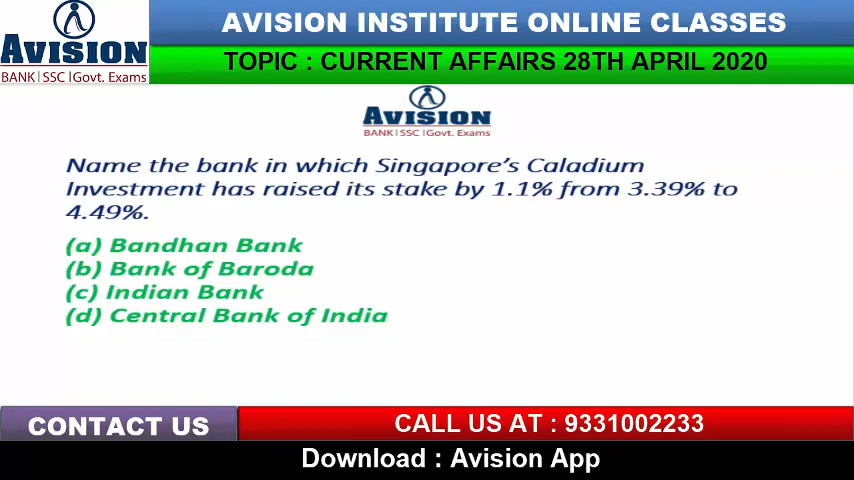 AVISION
BANK|SSC|Govt. Exams
AVISION INSTITUTE ONLINE CLASSES
TOPIC : CURRENT AFFAIRS 28TH APRIL 2020
AVISION
BANK|SSC|Govt. Exams
Name the bank in which Singapore's Caladium
Investment has raised its stake by 1.1% from 3.39% to
4.49%.
(a) Bandhan Bank
(b) Bank of Baroda
(c) Indian Bank
(d) Central Bank of India
CONTACT US
CALL US AT : 9331002233
Download : Avision App